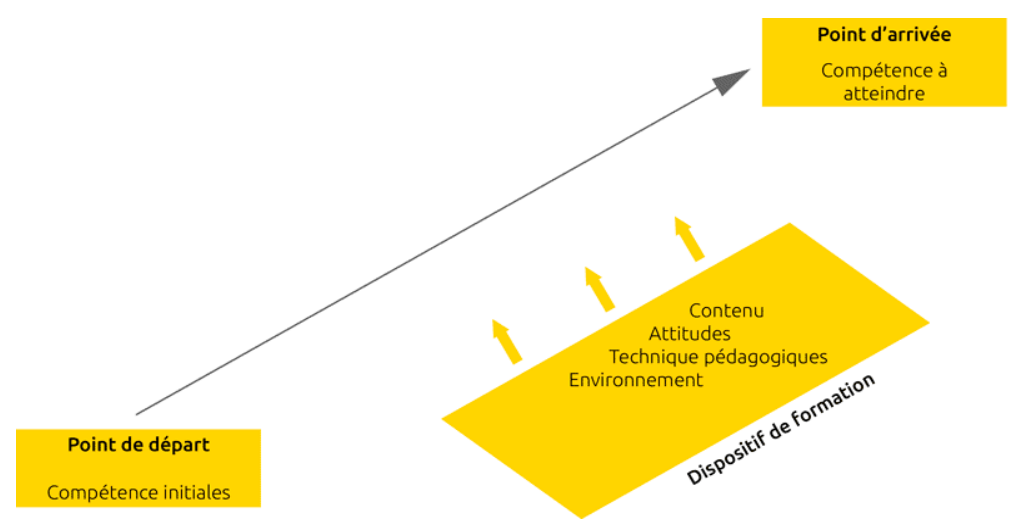 Point d’arrivée
Compétence à
atteindre
Contenu
Attitudes
Technique pédagogiques
Environnement
Dispositif de formation
Point de départ
Compétence initiales